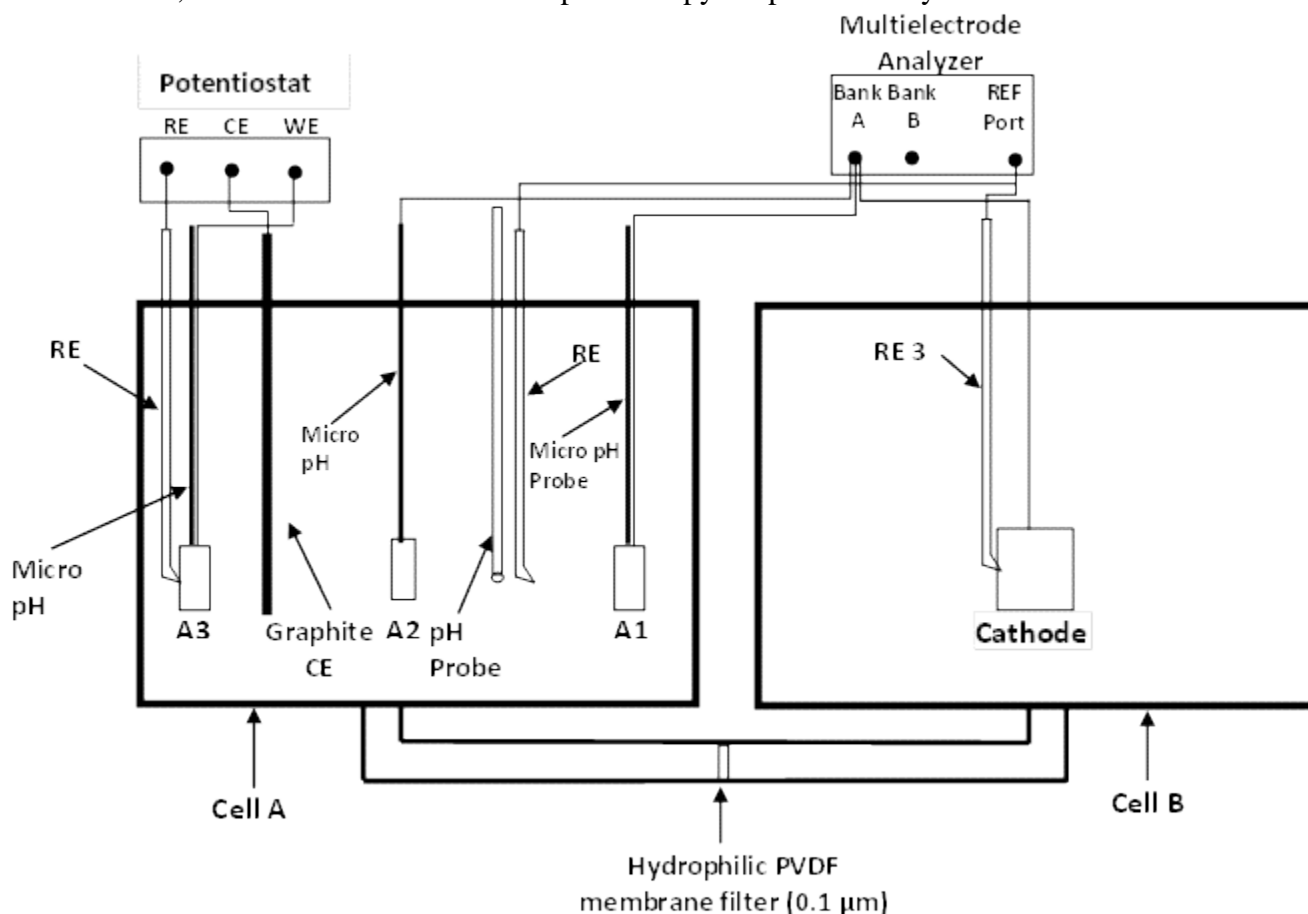 Multielectrode
Analyzer
Potentiostat
Bank Bank REF
A B Port
RE CE WE
RE
RE
RE 3
Micro
pH
Micro pH
Probe
Micro
pH
A3
Graphite
CE
A2
pH
Probe
A1
Cathode
Cell A
Cell B
Hydrophilic PVDF
membrane filter (0.1 µm)